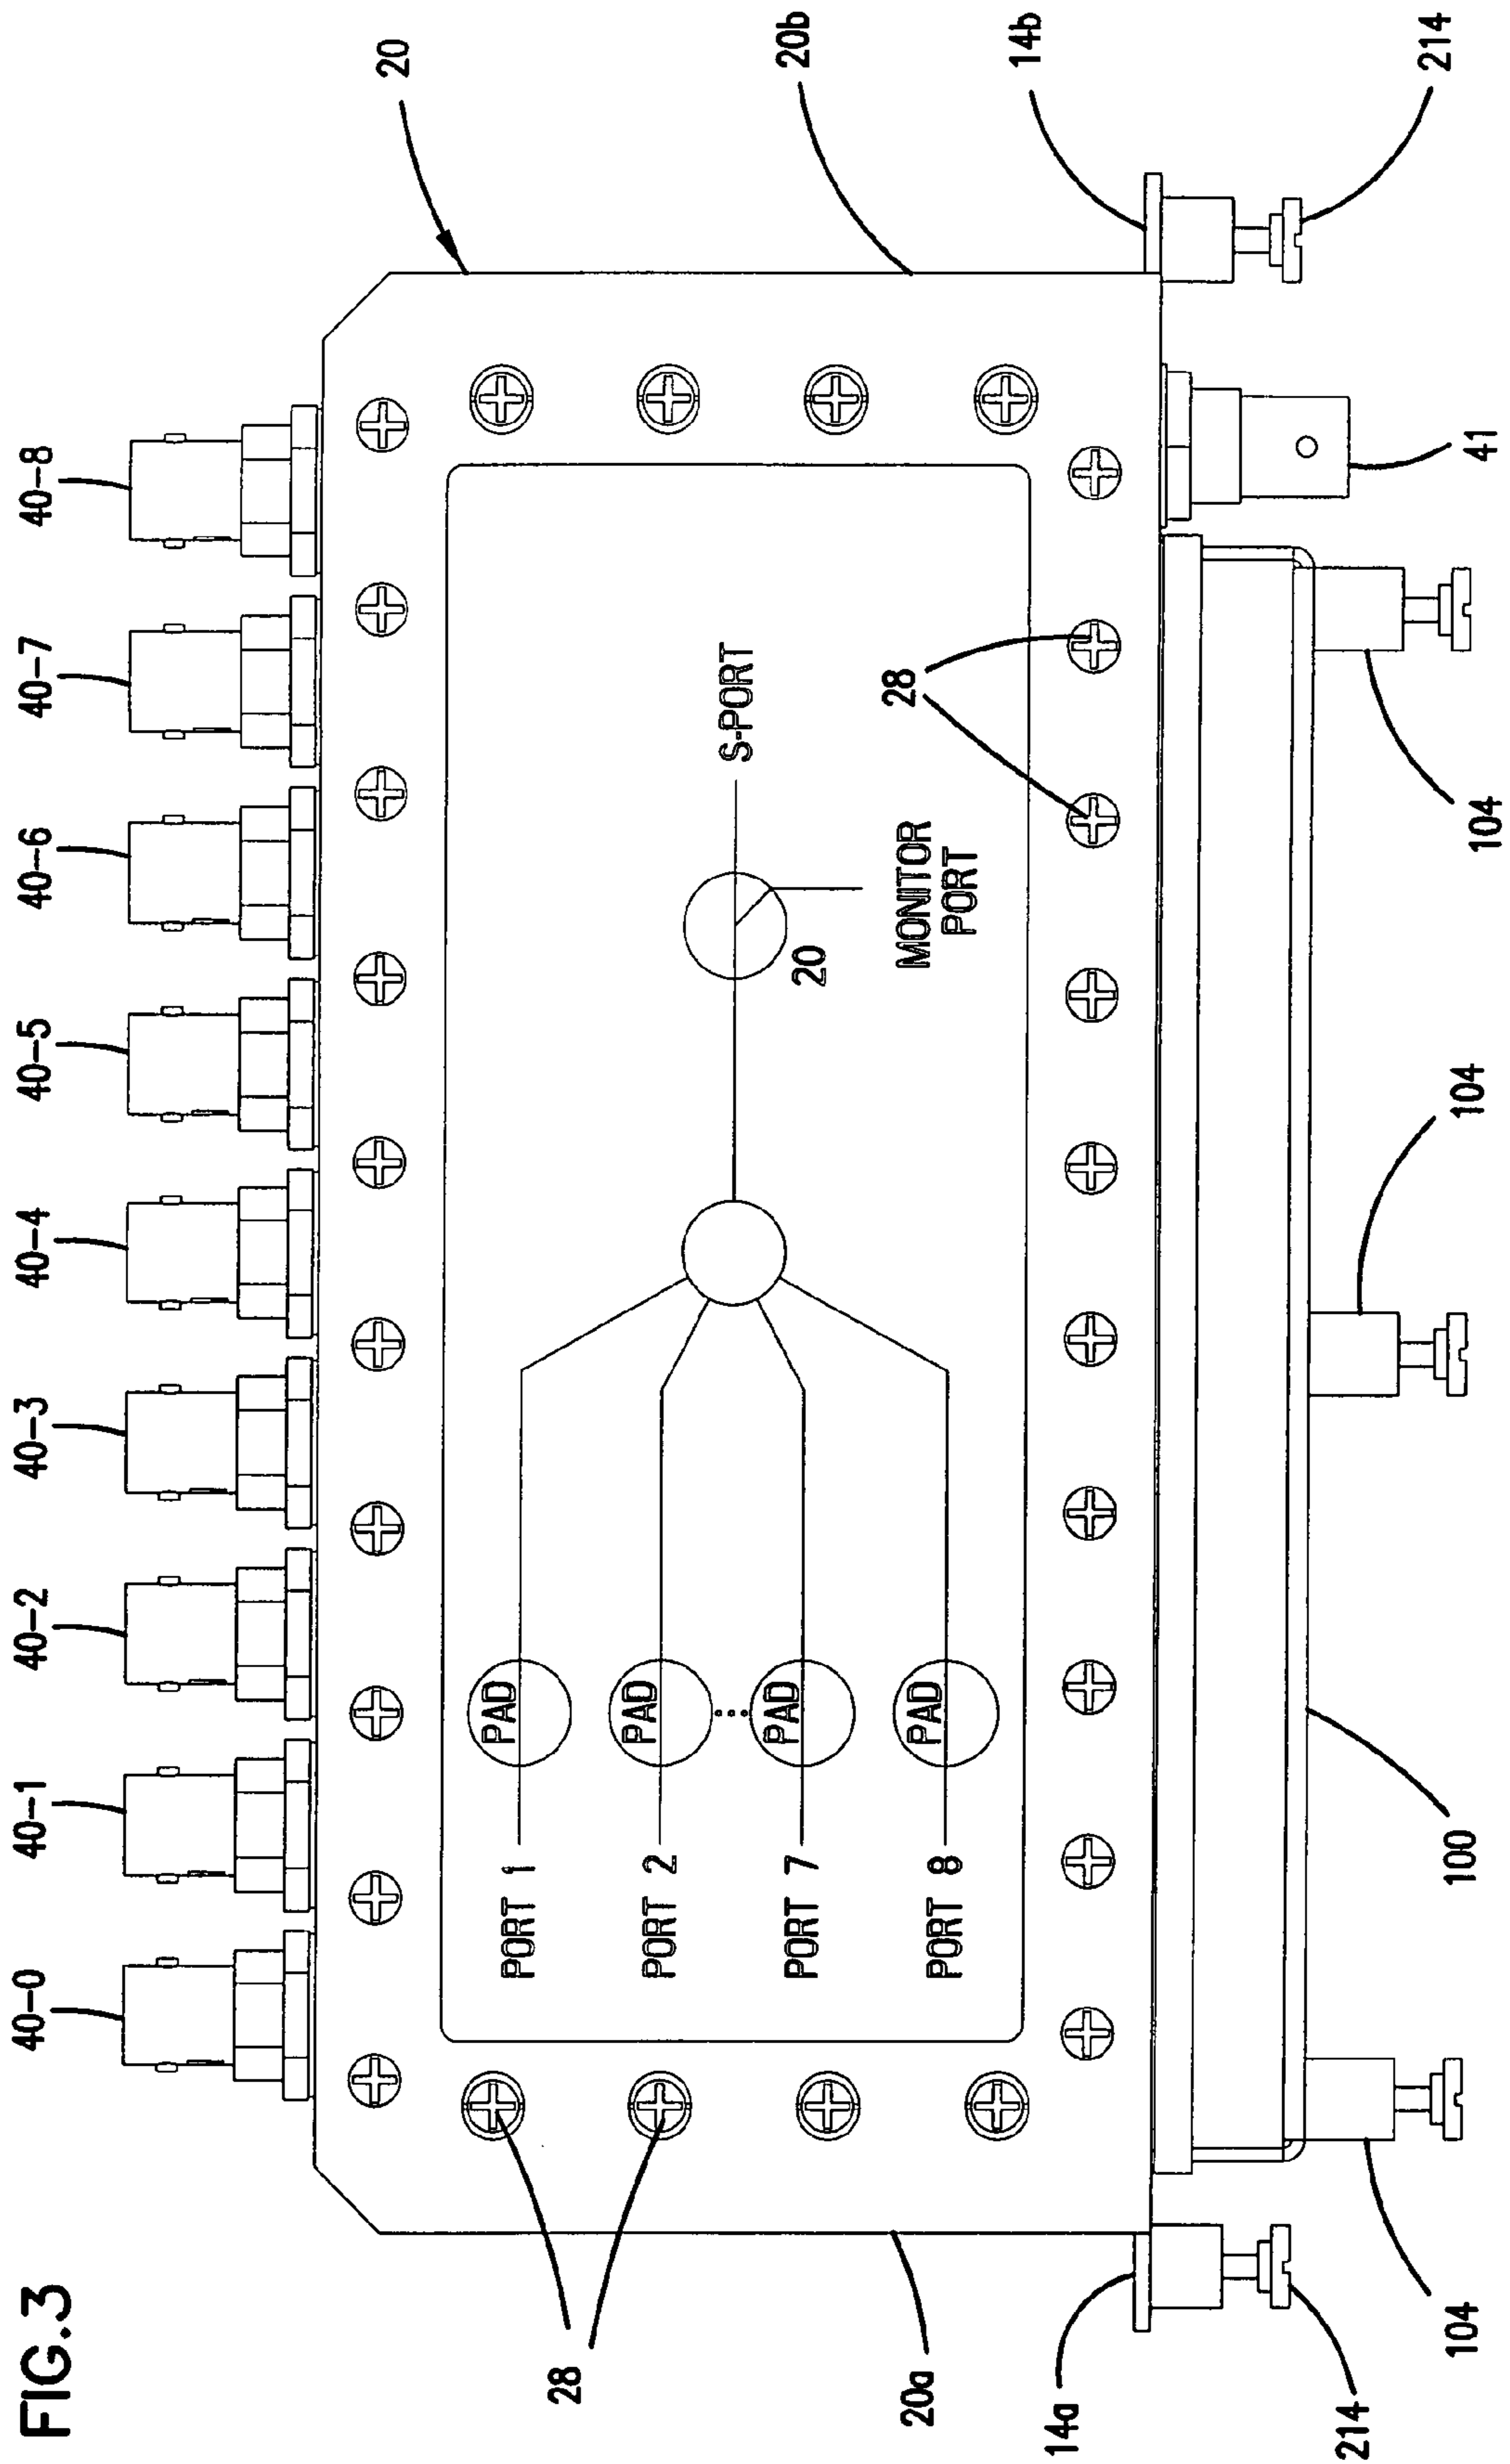 FIG.3
40-0
40-1
40-2
40-3
40-4
40-5
40-6
40-7
40-8
20
28
PORT 1
PAD
PORT 2
PAD
PORT 7
PAD
PORT 8
PAD
20
S-PORT
MONITOR
PORT
28
20a
20b
14a
14b
214
214
104
100
104
104
41